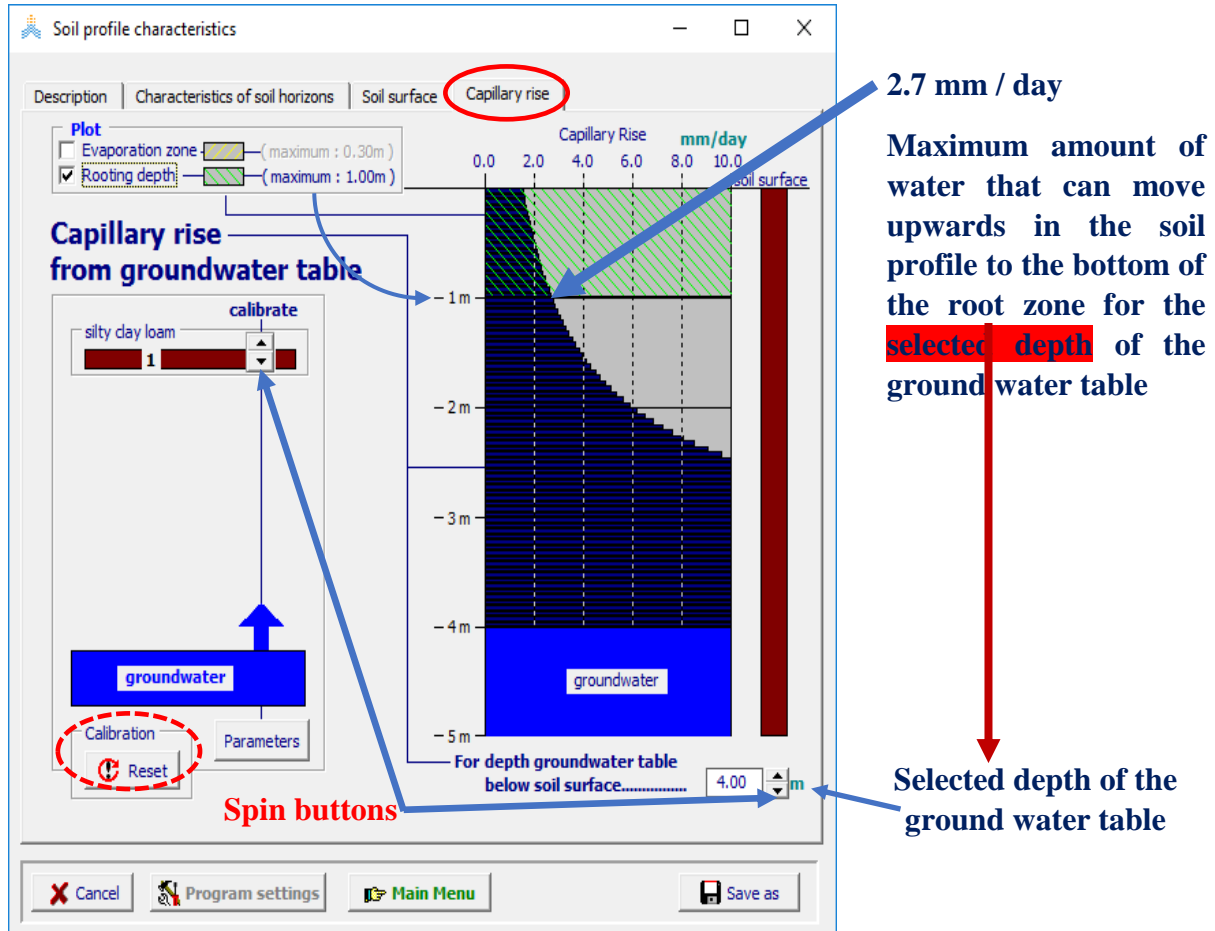 Soil profile characteristics
Description
Characteristics of soil horizons
Soil surface
Capillary rise
Plot
Evaporation zone
(maximum : 0.30m )
Rooting depth
(maximum : 1.00m )
Capillary Rise
mm/day
0.0 2.0 4.0 6.0 8.0 10.0
soil surface
Capillary rise
from groundwater table
calibrate
silty clay loam
1
1 m
2 m
3 m
4 m
5 m
groundwater
groundwater
Calibration
Reset
Parameters
For depth groundwater table
below soil surface................ 4.00 m
Spin buttons
Cancel
Program settings
Main Menu
Save as
2.7 mm / day
Maximum amount of
water that can move
upwards in the soil
profile to the bottom of
the root zone for the
selected depth of the
ground water table
Selected depth of the
ground water table